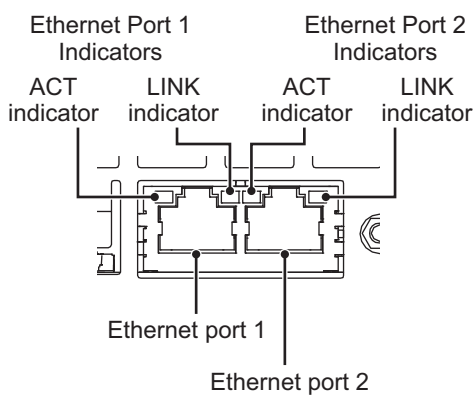 Ethernet Port 1
Indicators
Ethernet Port 2
Indicators
ACT
indicator
LINK
indicator
ACT
indicator
LINK
indicator
Ethernet port 1
Ethernet port 2